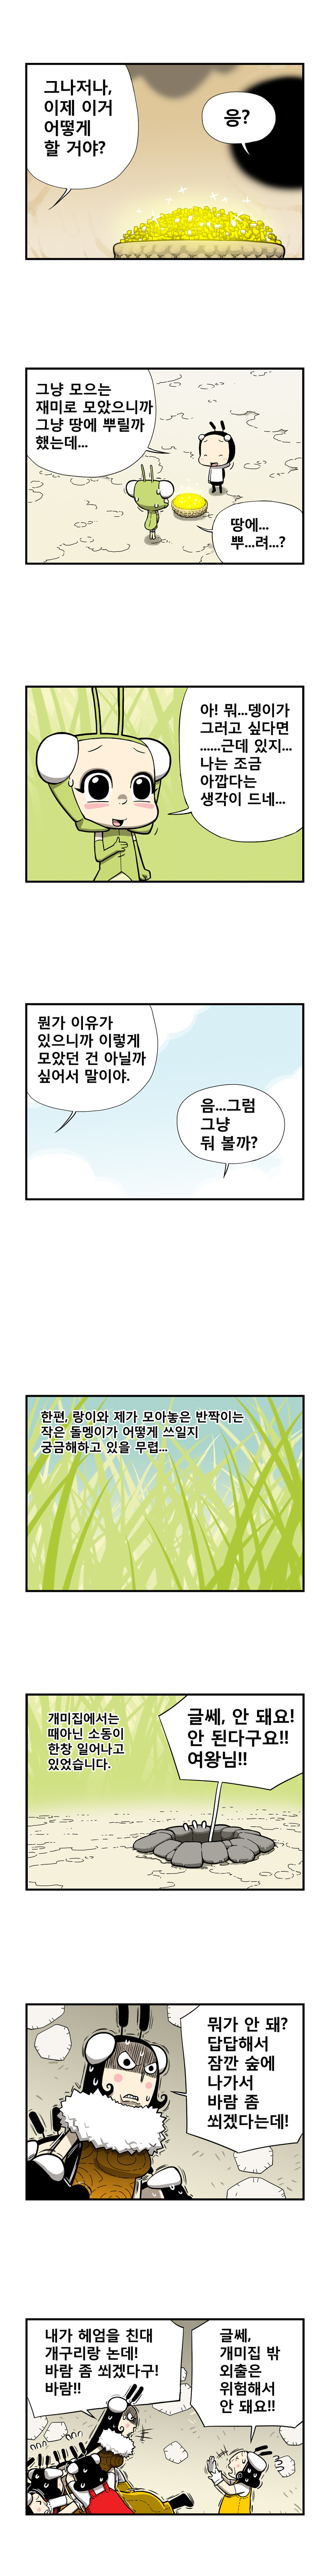 그나저나,
이제 이거
어떻게
할 거야?
응?
그냥 모으는
재미로 모았으니까
그냥 땅에 뿌릴까
했는데...
땅에...
뿌...려...?
아! 뭐...뎅이가
그러고 싶다면
......근데 있지...
나는 조금
아깝다는
생각이 드네...
뭔가 이유가
있으니까 이렇게
모았던 건 아닐까
싶어서 말이야.
음...그럼
그냥
둬 볼까?
한편, 랑이와 제가 모아놓은 반짝이는
작은 돌멩이가 어떻게 쓰일지
궁금해하고 있을 무렵...
개미집에서는
때아닌 소동이
한창 일어나고
있었습니다.
글쎄, 안 돼요!
안 된다구요!!
여왕님!!
뭐가 안 돼?
답답해서
잠깐 숲에
나가서
바람 좀
쐬겠다는데!
내가 헤엄을 친대
개구리랑 논데!
바람 좀 쐬겠다구!
바람!!
글쎄,
개미집 밖
외출은
위험해서
안 돼요!!